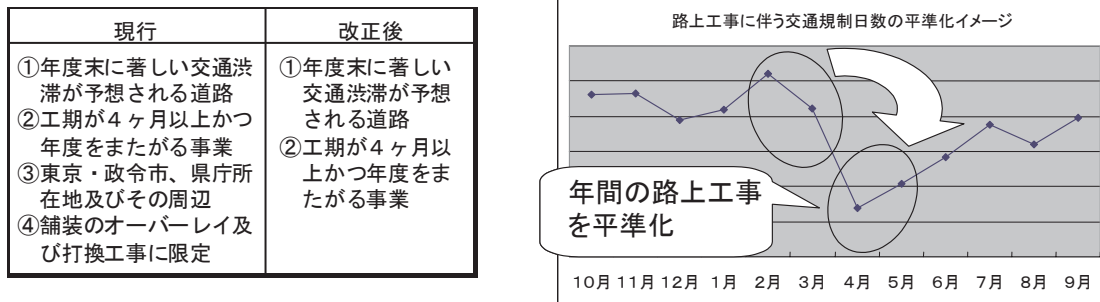 現行
改正後
①年度末に著しい交通渋
滞が予想される道路
②工期が４ヶ月以上かつ
年度をまたがる事業
③東京・政令市、県庁所
在地及びその周辺
④舗装のオーバーレイ及
び打換工事に限定
①年度末に著しい
交通渋滞が予想
される道路
②工期が４ヶ月以
上かつ年度をま
たがる事業
路上工事に伴う交通規制日数の平準化イメージ
年間の路上工事
を平準化
10月 11月 12月 1月 2月 3月 4月 5月 6月 7月 8月 9月